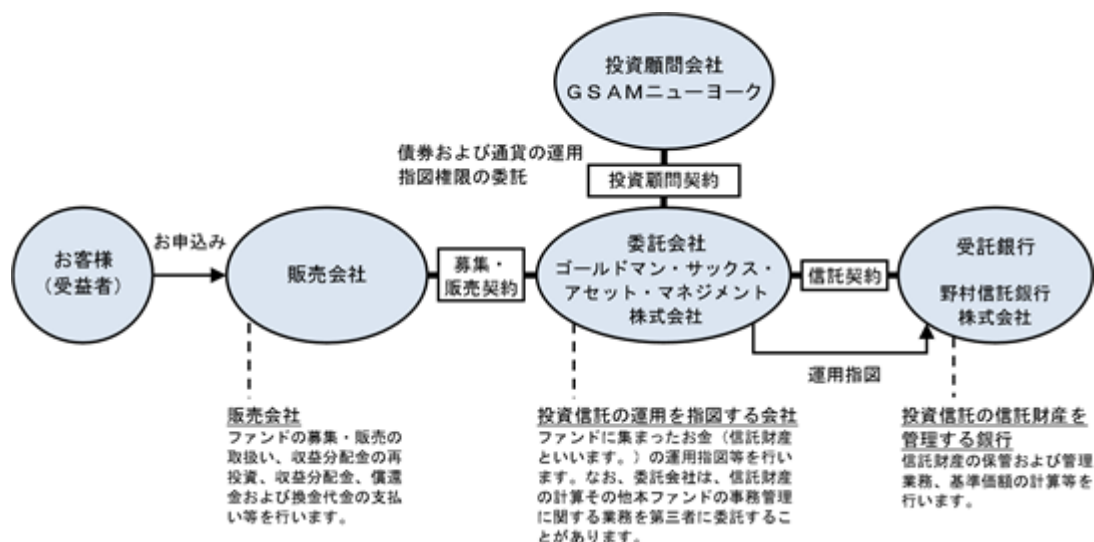 投資顧問会社
ＧＳＡＭニューヨーク
債券および通貨の運用
指図権限の委託
投資顧問契約
お客様
（受益者）
お申込み
販売会社
募集・
販売契約
委託会社
ゴールドマン・サックス・
アセット・マネジメント
株式会社
信託契約
受託銀行
野村信託銀行
株式会社
運用指図
販売会社
ファンドの募集・販売の
取扱い、収益分配金の再
投資、収益分配金、償還
金および換金代金の支払
い等を行います。
投資信託の運用を指図する会社
ファンドに集まったお金（信託財産
といいます。）の運用指図等を行い
ます。なお、委託会社は、信託財産
の計算その他本ファンドの事務管理
に関する業務を第三者に委託するこ
とがあります。
投資信託の信託財産を
管理する銀行
信託財産の保管および管理
業務、基準価額の計算等を
行います。